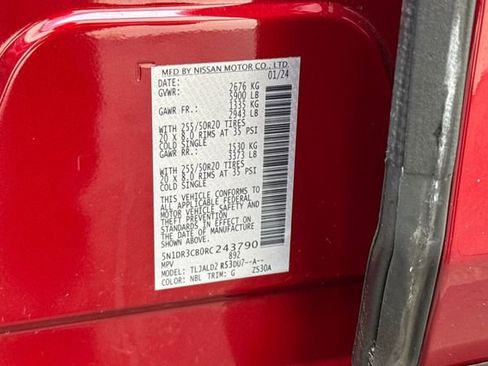 T
MFD BY NISSAN MOTOR CO., LTD.
DATE: 01/24
GVWR: 2676 KG
5900 LB
GAWR FR.: 1335 KG
2943 LB
WITH 255/50R20 TIRES
20 x 8.0 RIMS AT 35 PSI
COLD SINGLE
GAWR RR.: 1530 KG
3373 LB
WITH 255/50R20 TIRES
20 x 8.0 RIMS AT 35 PSI
COLD SINGLE
THIS VEHICLE CONFORMS TO
ALL APPLICABLE FEDERAL
MOTOR VEHICLE SAFETY AND
THEFT PREVENTION
STANDARDS IN EFFECT ON
THE DATE OF MANUFACTURE
SHOWN ABOVE.
5N1DR3CB0RC243790
MPV 892
MODEL: TLJALDZ R53DU7--A--
COLOR: NBL TRIM: G ZS30A